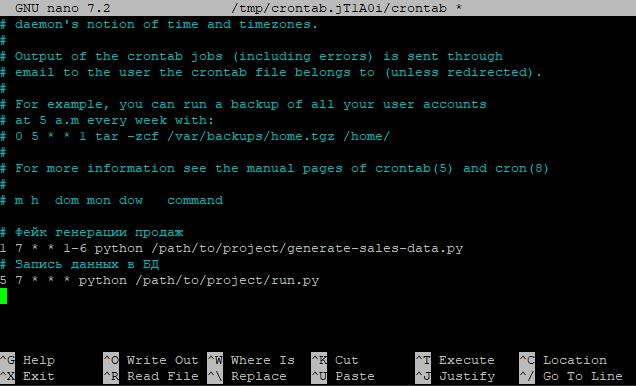 GNU nano 7.2 /tmp/crontab.jTlA0i/crontab *
# daemon's notion of time and timezones.
#
# Output of the crontab jobs (including errors) is sent through
# email to the user the crontab file belongs to (unless redirected).
#
# For example, you can run a backup of all your user accounts
# at 5 a.m every week with:
# 0 5 * * 1 tar -zcf /var/backups/home.tgz /home/
#
# For more information see the manual pages of crontab(5) and cron(8)
#
# m h  dom mon dow   command

# Фейк генерации продаж
1 7 * * 1-6 python /path/to/project/generate-sales-data.py
# Запись данных в БД
5 7 * * * python /path/to/project/run.py
^G Help ^O Write Out ^W Where Is ^K Cut ^T Execute ^C Location
^X Exit ^R Read File ^\ Replace ^U Paste ^J Justify ^/ Go To Line